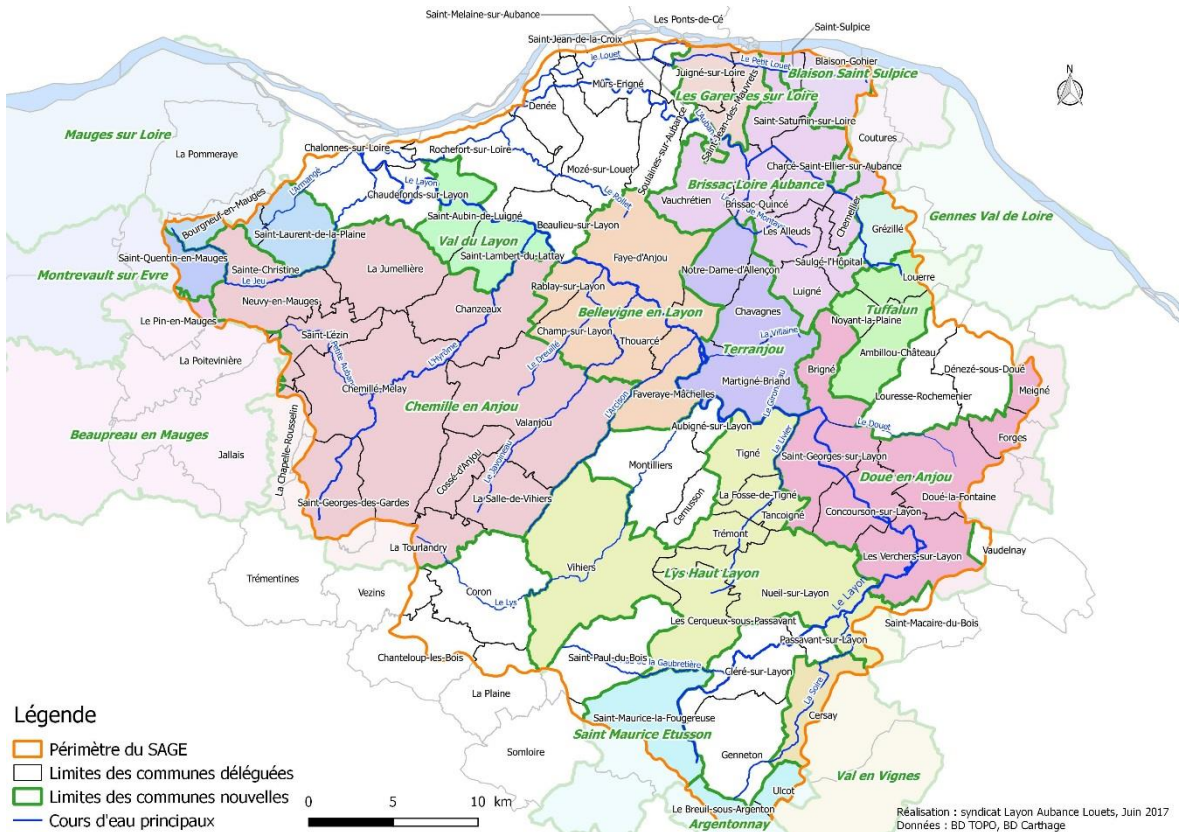 Saint-Melaine-sur-Aubance
Les Ponts-de-Cé
Saint-Sulpice
Saint-Jean-de-la-Croix
le Louet
Le Petit Louet
Blaison-Gohier
Juigné-sur-Loire
Blaison Saint Sulpice
N
Mûrs-Erigné
Les Garennes sur Loire
Denée
Saint-Jean-des-Mauvrets
Saint-Saturnin-sur-Loire
Mauges sur Loire
Coutures
La Pommeraye
Chalonnes-sur-Loire
Rochefort-sur-Loire
Soulaines-sur-Aubance
L'Armangé
Mozé-sur-Louet
Charcé-Saint-Ellier-sur-Aubance
Le Layon
Chaudefonds-sur-Layon
Brissac Loire Aubance
Vauchrétien
Brissac-Quincé
Le Rollet
Chemellier
Bourgneuf-en-Mauges
Saint-Aubin-de-Luigné
Beaulieu-sur-Layon
Gennes Val de Loire
Saint-Laurent-de-la-Plaine
Les Alleuds
Grézillé
Val du Layon
Saint-Quentin-en-Mauges
Saint-Lambert-du-Lattay
Faye-d'Anjou
Saulgé-l'Hôpital
Sainte-Christine
La Jumellière
Notre-Dame-d'Allençon
Montrevault sur Evre
Le Jeu
Louerre
Rablay-sur-Layon
Luigné
Neuvy-en-Mauges
Chanzeaux
Tuffalun
Bellevigne en Layon
Chavagnes
Noyant-la-Plaine
Le Pin-en-Mauges
Saint-Lézin
Champ-sur-Layon
La Villaine
Thouarcé
Terranjou
Ambillou-Château
La Poitevinière
L'Hyrôme
Le Dreuillé
Brigné
Dénezé-sous-Doué
Chemillé-Melay
Martigné-Briand
Meigné
Faveraye-Mâchelles
Louresse-Rochemenier
Chemille en Anjou
L'Arcison
Aubigné-sur-Layon
Le Douet
Beaupreau en Mauges
Valanjou
Le Livier
Forges
La Chapelle-Rousselin
Jallais
Montilliers
Tigné
Saint-Georges-sur-Layon
Le Javoineau
Cossé-d'Anjou
Doue en Anjou
La Salle-de-Vihiers
Saint-Georges-des-Gardes
Cernusson
La Fosse-de-Tigné
Doué-la-Fontaine
Tancoigné
Concourson-sur-Layon
Trémont
La Tourlandry
Les Verchers-sur-Layon
Vaudelnay
Trémentines
Vihiers
Lys Haut Layon
Vezins
Coron
Nueil-sur-Layon
Le Layon
Le Lys
Les Cerqueux-sous-Passavant
Saint-Macaire-du-Bois
Passavant-sur-Layon
Chanteloup-les-Bois
Saint-Paul-du-Bois
de la Gaubretière
Cléré-sur-Layon
La Plaine
La Soire
Saint-Maurice-la-Fougereuse
Cersay
Saint Maurice Etusson
Somloire
Genneton
Val en Vignes
Ulcot
Le Breuil-sous-Argenton
Argentonnay
Légende
Périmètre du SAGE
Limites des communes déléguées
Limites des communes nouvelles
Cours d'eau principaux
0 5 10 km
Réalisation : syndicat Layon Aubance Louets, Juin 2017
Données : BD TOPO, BD Carthage